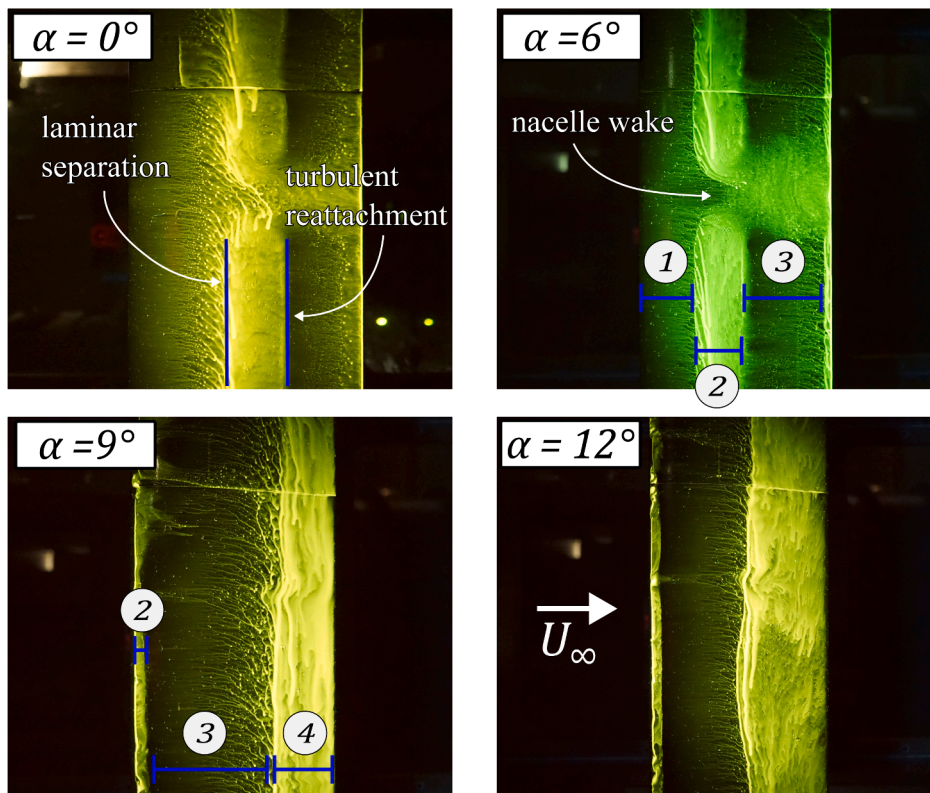 α = 0°
laminar
separation
turbulent
reattachment
α =6°
nacelle wake
1
3
2
α =9°
2
3
4
α = 12°
U∞